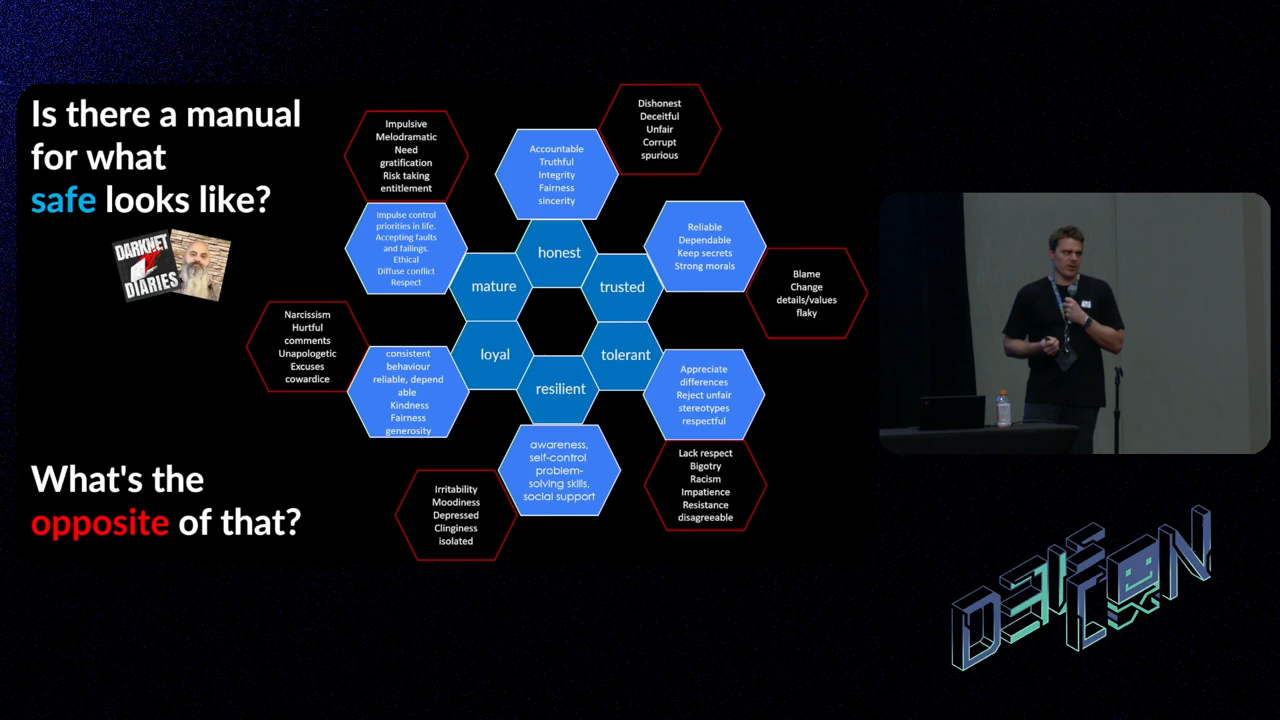 Is there a manual
for what
safe looks like?
DARKNET
DIARIES
What's the
opposite of that?
Impulsive
Melodramatic
Need
gratification
Risk taking
entitlement
Impulse control
priorities in life.
Accepting faults
and failings.
Ethical
Diffuse conflict
Respect
mature
Accountable
Truthful
Integrity
Fairness
sincerity
honest
Dishonest
Deceitful
Unfair
Corrupt
spurious
Reliable
Dependable
Keep secrets
Strong morals
trusted
Blame
Change
details/values
flaky
Narcissism
Hurtful
comments
Unapologetic
Excuses
cowardice
consistent
behaviour
reliable, depend
able
Kindness
Fairness
generosity
loyal
resilient
tolerant
Appreciate
differences
Reject unfair
stereotypes
respectful
Lack respect
Bigotry
Racism
Impatience
Resistance
disagreeable
awareness,
self-control
problem-
solving skills,
social support
Irritability
Moodiness
Depressed
Clinginess
isolated
DEF
CON